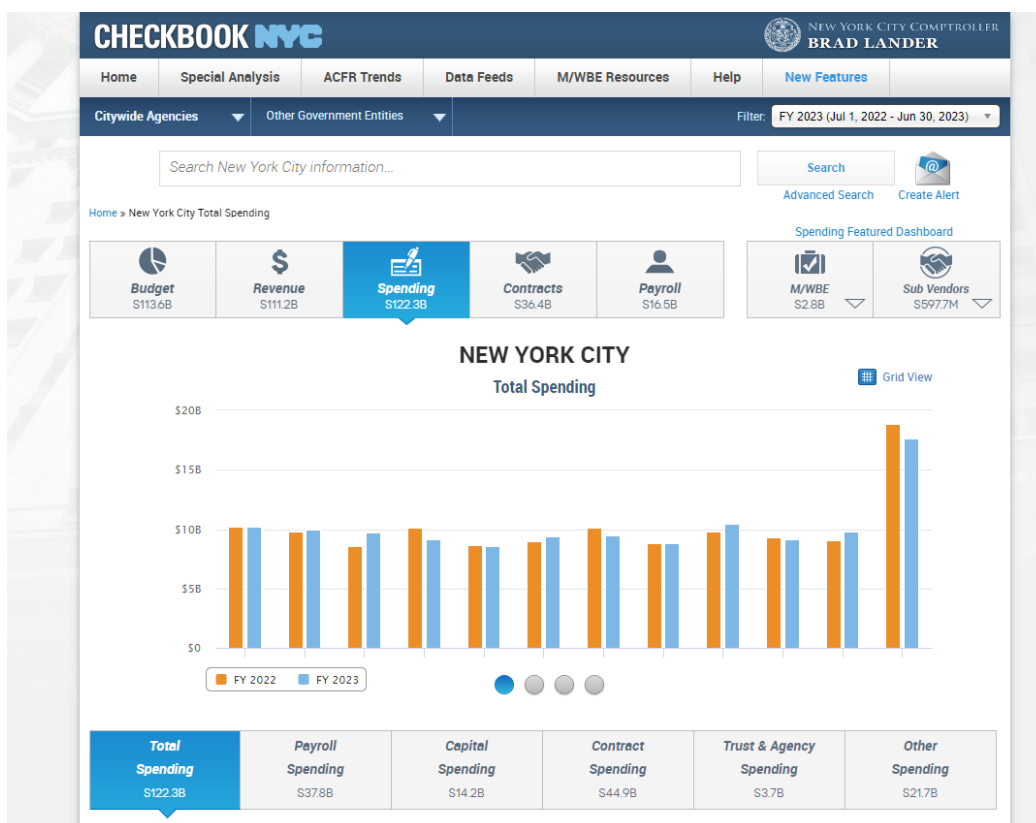 CHECKBOOK NYC
NEW YORK CITY COMPTROLLER
BRAD LANDER
Home Special Analysis ACFR Trends Data Feeds M/WBE Resources Help New Features
Citywide Agencies Other Government Entities Filter: FY 2023 (Jul 1, 2022 - Jun 30, 2023)
Search New York City information... Search
Advanced Search Create Alert
Home » New York City Total Spending
Spending Featured Dashboard
Budget Revenue Spending Contracts Payroll M/WBE Sub Vendors
$113.6B $111.2B $122.3B $36.4B $16.5B $2.8B $597.7M
NEW YORK CITY
Total Spending
Grid View
$20B
$15B
$10B
$5B
$0
FY 2022 FY 2023
Total Payroll Capital Contract Trust & Agency Other
Spending Spending Spending Spending Spending Spending
$122.3B $37.8B $14.2B $44.9B $3.7B $21.7B